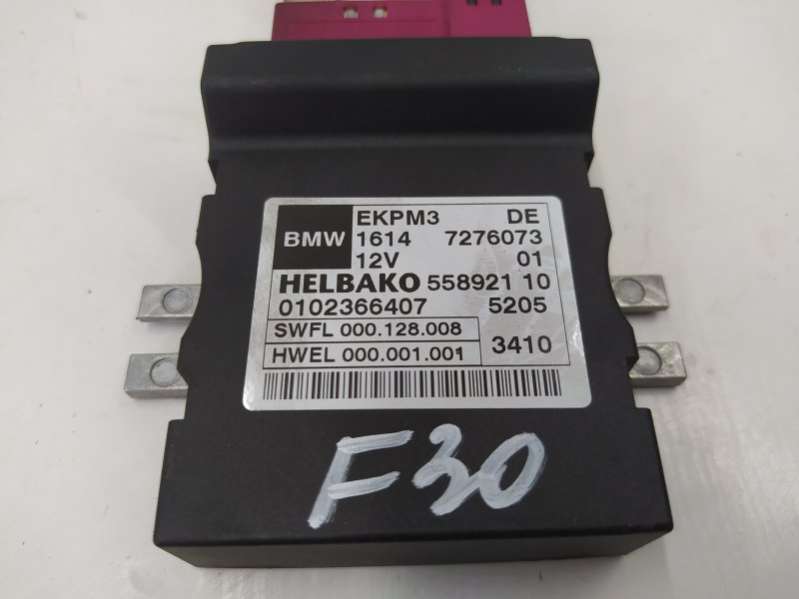 BMW
EKPM3 DE
1614 7276073
12V 01
HELBAKO 558921 10
0102366407 5205
SWFL 000.128.008
HWEL 000.001.001 3410
F30